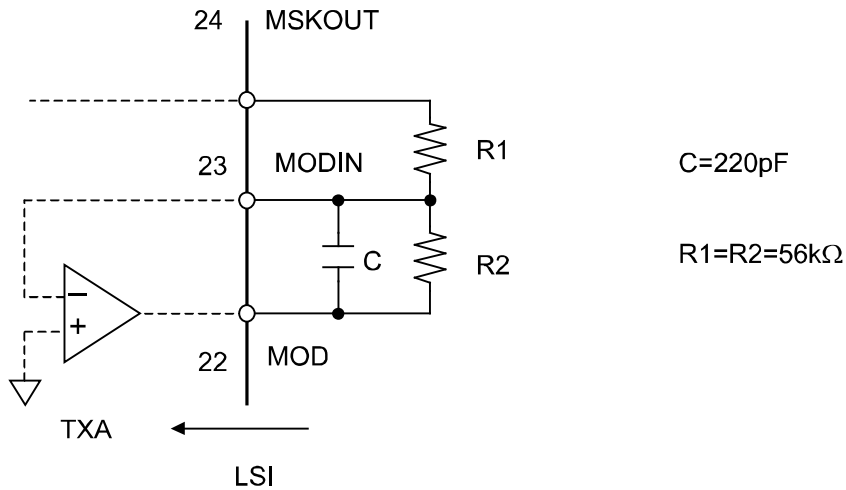 24 MSKOUT
R1
23 MODIN
C=220pF
C
R2
R1=R2=56kΩ
−
+
22 MOD
TXA
LSI